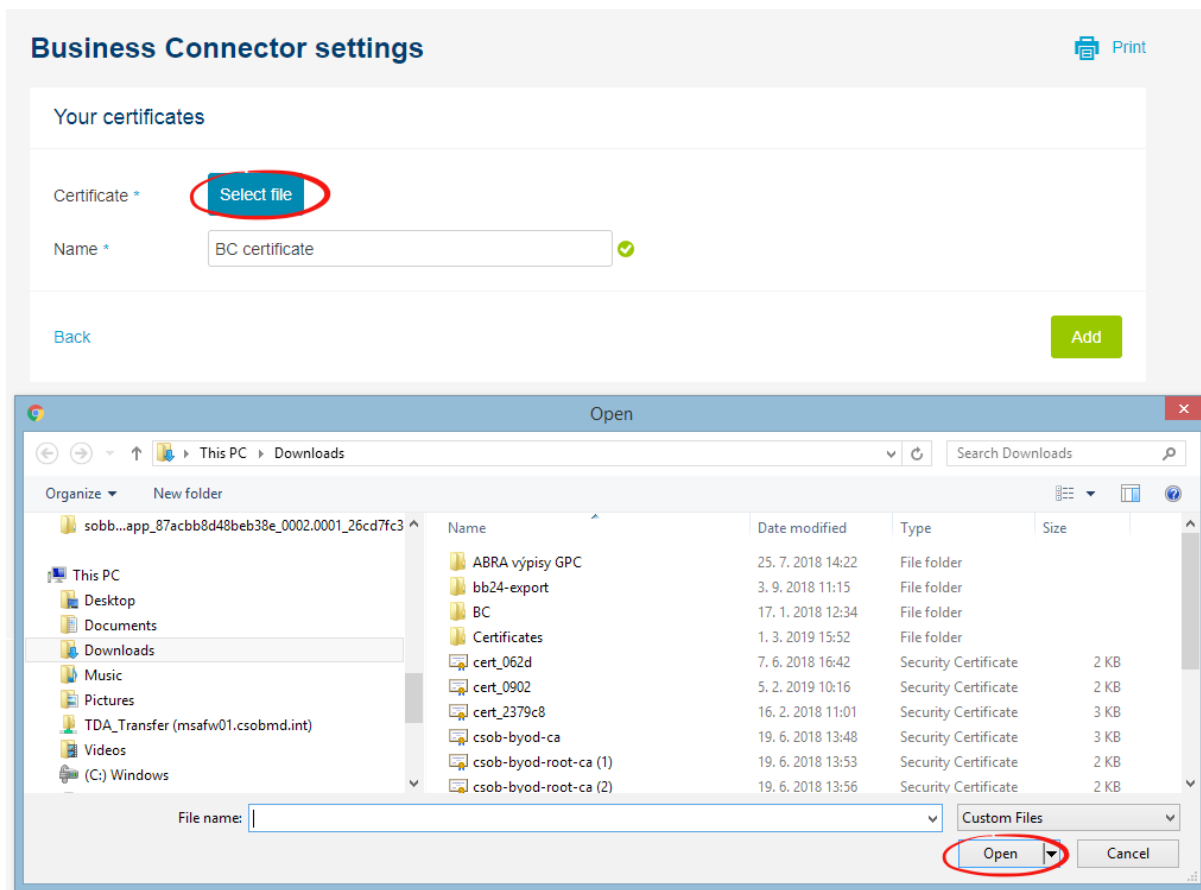 Business Connector settings
Print
Your certificates
Certificate *
Select file
Name *
BC certificate
Back
Add
Open
This PC
Downloads
Search Downloads
Organize
New folder
sobb...app_87acbb8d48beb38e_0002.0001_26cd7fc3
Name
Date modified
Type
Size
This PC
Desktop
Documents
Downloads
Music
Pictures
TDA_Transfer (msafw01.csobmd.int)
Videos
(C:) Windows
ABRA výpisy GPC 25. 7. 2018 14:22 File folder
bb24-export 3. 9. 2018 11:15 File folder
BC 17. 1. 2018 12:34 File folder
Certificates 1. 3. 2019 15:52 File folder
cert_062d 7. 6. 2018 16:42 Security Certificate 2 KB
cert_0902 5. 2. 2019 10:16 Security Certificate 2 KB
cert_2379c8 16. 2. 2018 11:01 Security Certificate 3 KB
csob-byod-ca 19. 6. 2018 13:48 Security Certificate 3 KB
csob-byod-root-ca (1) 19. 6. 2018 13:53 Security Certificate 2 KB
csob-byod-root-ca (2) 19. 6. 2018 13:56 Security Certificate 2 KB
File name:
Custom Files
Open
Cancel